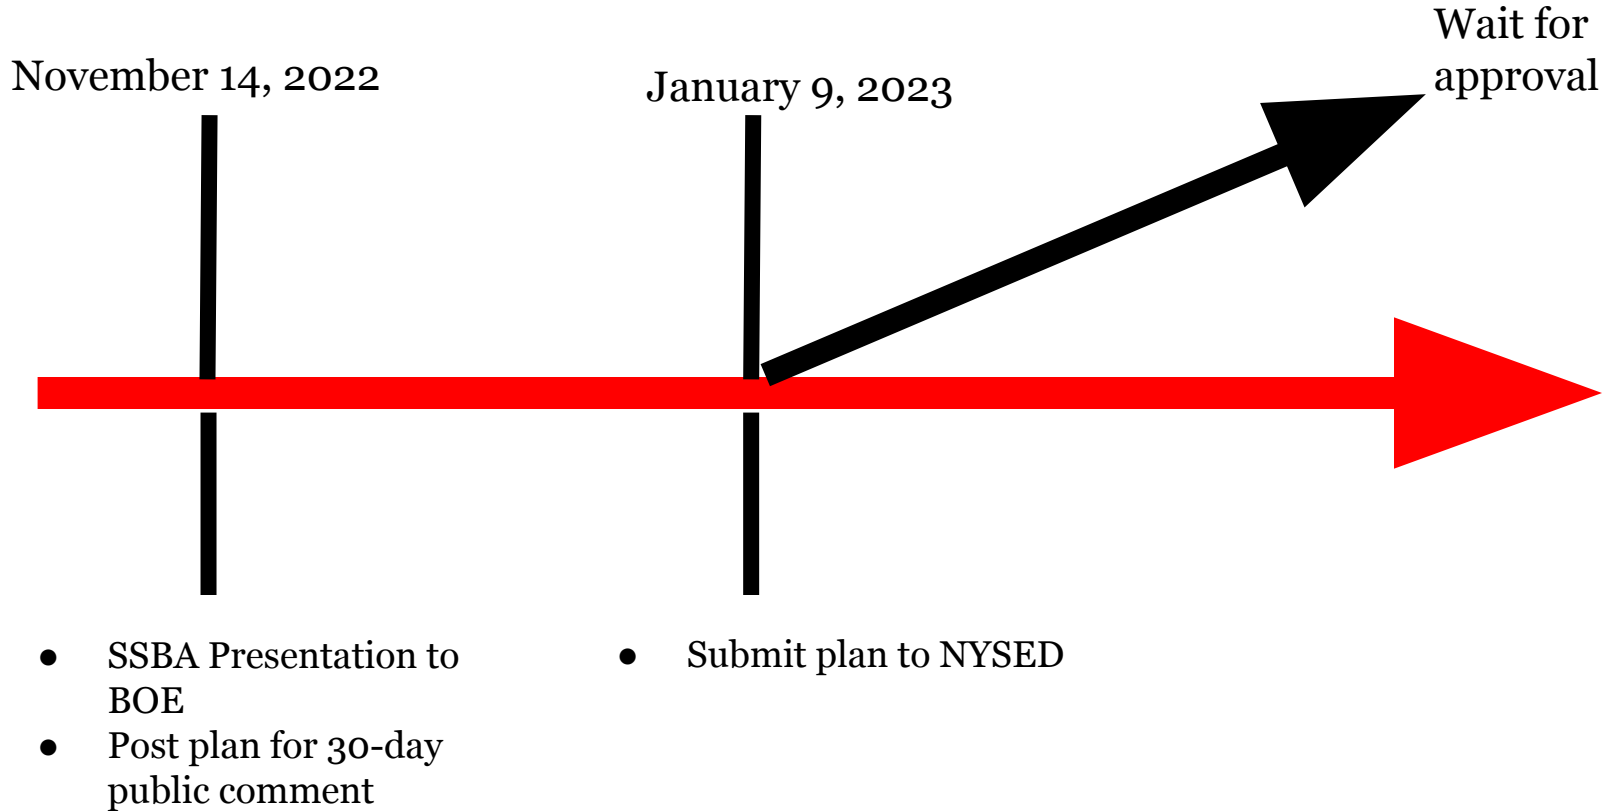 November 14, 2022
January 9, 2023
Wait for
approval
● SSBA Presentation to
BOE
● Post plan for 30-day
public comment
● Submit plan to NYSED